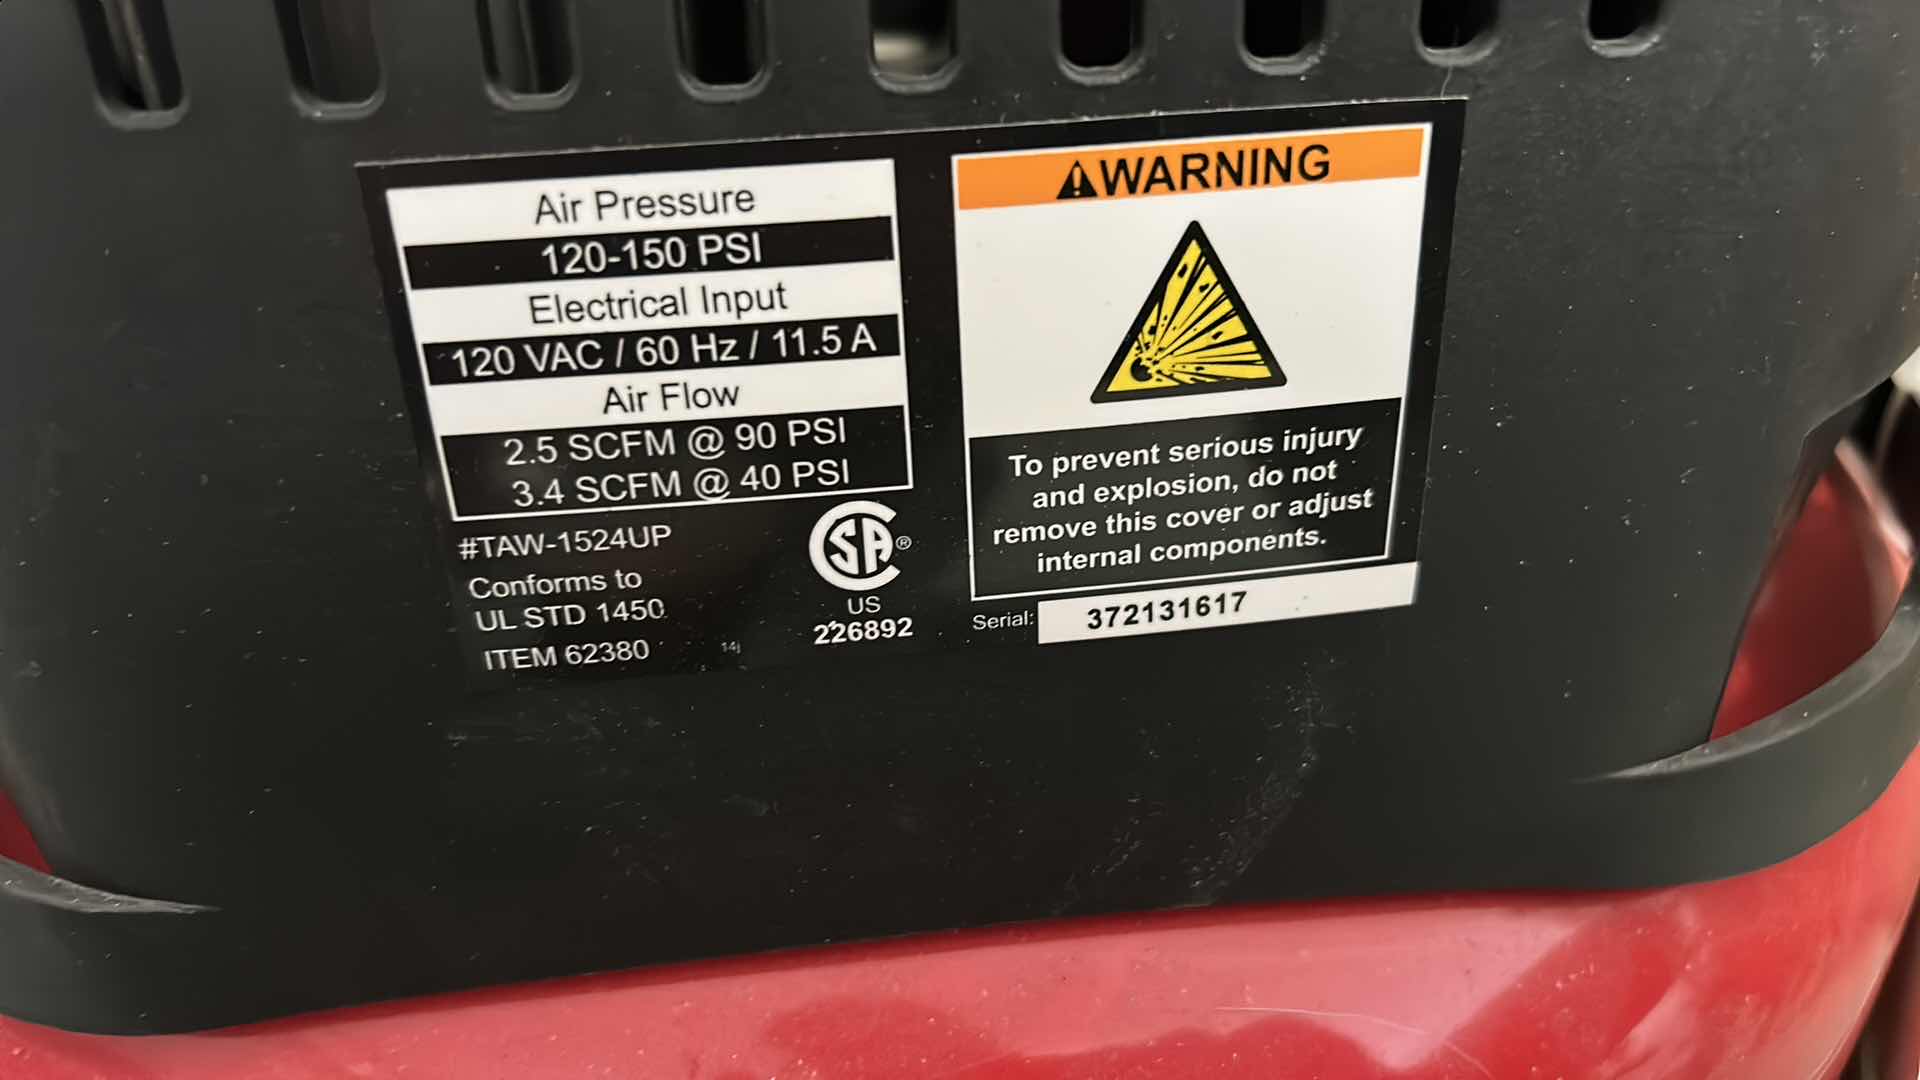 Air Pressure
120-150 PSI
Electrical Input
120 VAC / 60 Hz / 11.5 A
Air Flow
2.5 SCFM @ 90 PSI
3.4 SCFM @ 40 PSI
#TAW-1524UP
Conforms to
UL STD 1450
ITEM 62380
14j
CSA®
US
226892
WARNING
To prevent serious injury
and explosion, do not
remove this cover or adjust
internal components.
Serial: 372131617